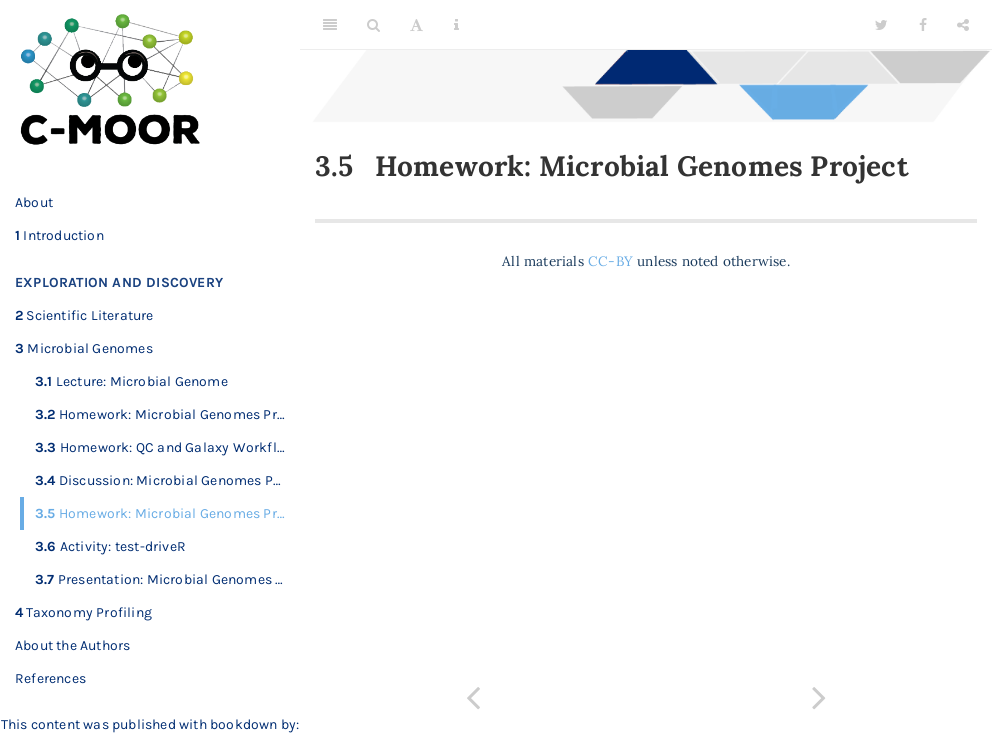 C-MOOR
About
1 Introduction
EXPLORATION AND DISCOVERY
2 Scientific Literature
3 Microbial Genomes
3.1 Lecture: Microbial Genome
3.2 Homework: Microbial Genomes Pr…
3.3 Homework: QC and Galaxy Workfl…
3.4 Discussion: Microbial Genomes P…
3.5 Homework: Microbial Genomes Pr…
3.6 Activity: test-driveR
3.7 Presentation: Microbial Genomes …
4 Taxonomy Profiling
About the Authors
References
This content was published with bookdown by:
A
3.5 Homework: Microbial Genomes Project
All materials CC-BY unless noted otherwise.